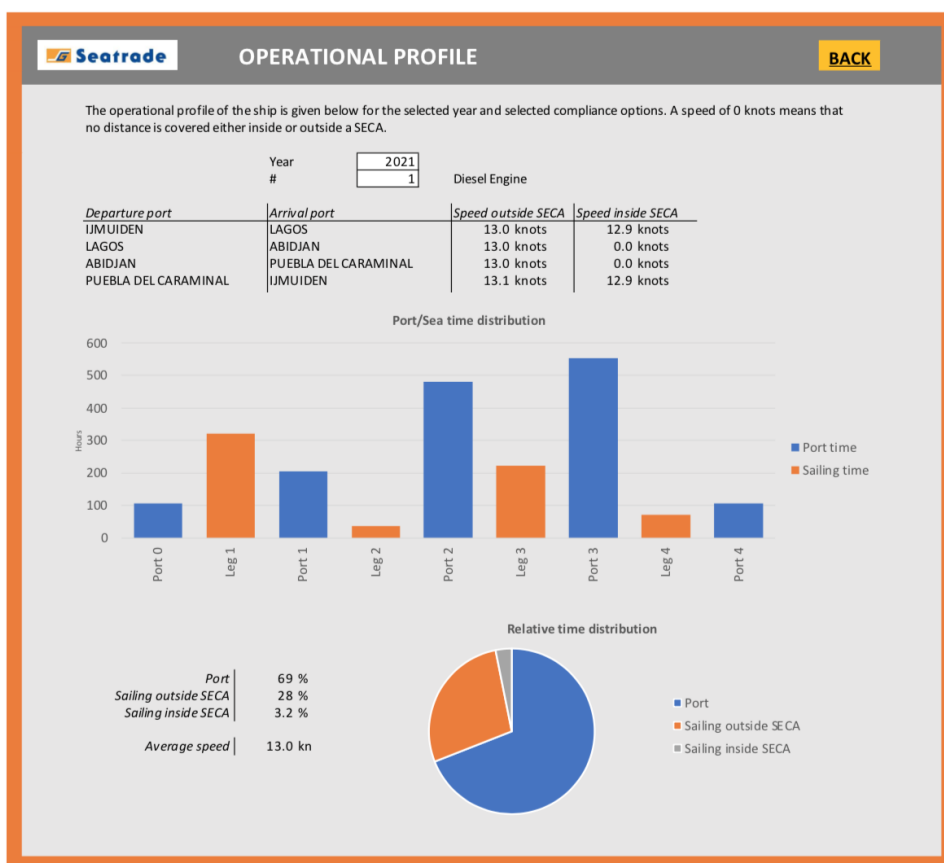 Seatrade
OPERATIONAL PROFILE
BACK
The operational profile of the ship is given below for the selected year and selected compliance options. A speed of 0 knots means that
no distance is covered either inside or outside a SECA.
Year 2021
# 1 Diesel Engine
Departure port Arrival port Speed outside SECA Speed inside SECA
IJMUIDEN LAGOS 13.0 knots 12.9 knots
LAGOS ABIDJAN 13.0 knots 0.0 knots
ABIDJAN PUEBLA DEL CARAMINAL 13.0 knots 0.0 knots
PUEBLA DEL CARAMINAL IJMUIDEN 13.1 knots 12.9 knots
Port/Sea time distribution
600
500
400
300
200
100
0
Hours
Port 0 Leg 1 Port 1 Leg 2 Port 2 Leg 3 Port 3 Leg 4 Port 4
Port time
Sailing time
Relative time distribution
Port 69 %
Sailing outside SECA 28 %
Sailing inside SECA 3.2 %
Average speed 13.0 kn
Port
Sailing outside SECA
Sailing inside SECA